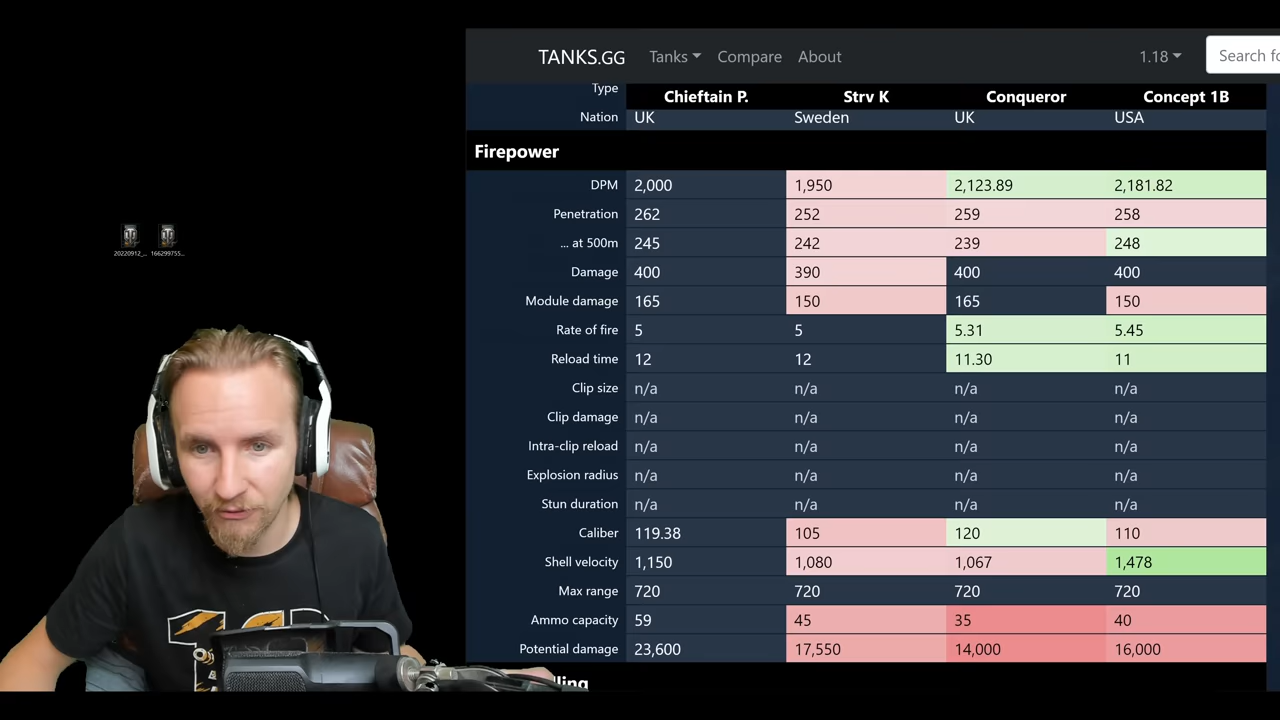 TANKS.GG Tanks Compare About 1.18 Search fo
Type Chieftain P. Strv K Conqueror Concept 1B
Nation UK Sweden UK USA
Firepower
DPM 2,000 1,950 2,123.89 2,181.82
Penetration 262 252 259 258
... at 500m 245 242 239 248
Damage 400 390 400 400
Module damage 165 150 165 150
Rate of fire 5 5 5.31 5.45
Reload time 12 12 11.30 11
Clip size n/a n/a n/a n/a
Clip damage n/a n/a n/a n/a
Intra-clip reload n/a n/a n/a n/a
Explosion radius n/a n/a n/a n/a
Stun duration n/a n/a n/a n/a
Caliber 119.38 105 120 110
Shell velocity 1,150 1,080 1,067 1,478
Max range 720 720 720 720
Ammo capacity 59 45 35 40
Potential damage 23,600 17,550 14,000 16,000
20220912_... 166299755...